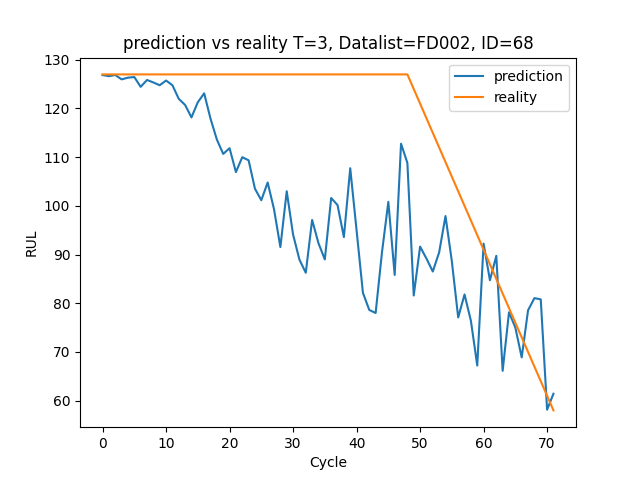 prediction vs reality T=3, Datalist=FD002, ID=68
prediction
reality
130
120
110
100
90
80
70
60
RUL
0 10 20 30 40 50 60 70
Cycle